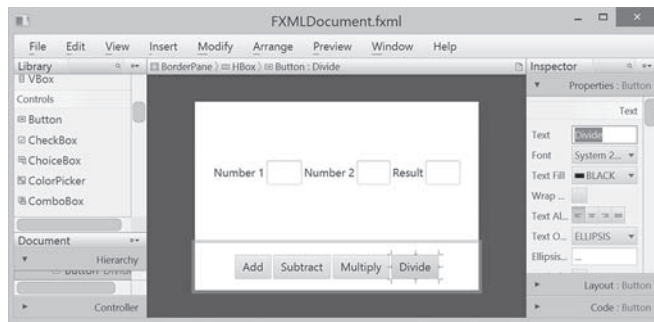 FXMLDocument.fxml
File Edit View Insert Modify Arrange Preview Window Help
Library
BorderPane HBox Button : Divide
Inspector
VBox
Controls
Button
CheckBox
ChoiceBox
ColorPicker
ComboBox
Document
Hierarchy
Controller
Number 1 Number 2 Result
Add Subtract Multiply Divide
Properties : Button
Text
Text Divide
Font System 2...
Text Fill BLACK
Wrap ...
Text Al...
Text O... ELLIPSIS
Ellipsis... ...
Layout : Button
Code : Button